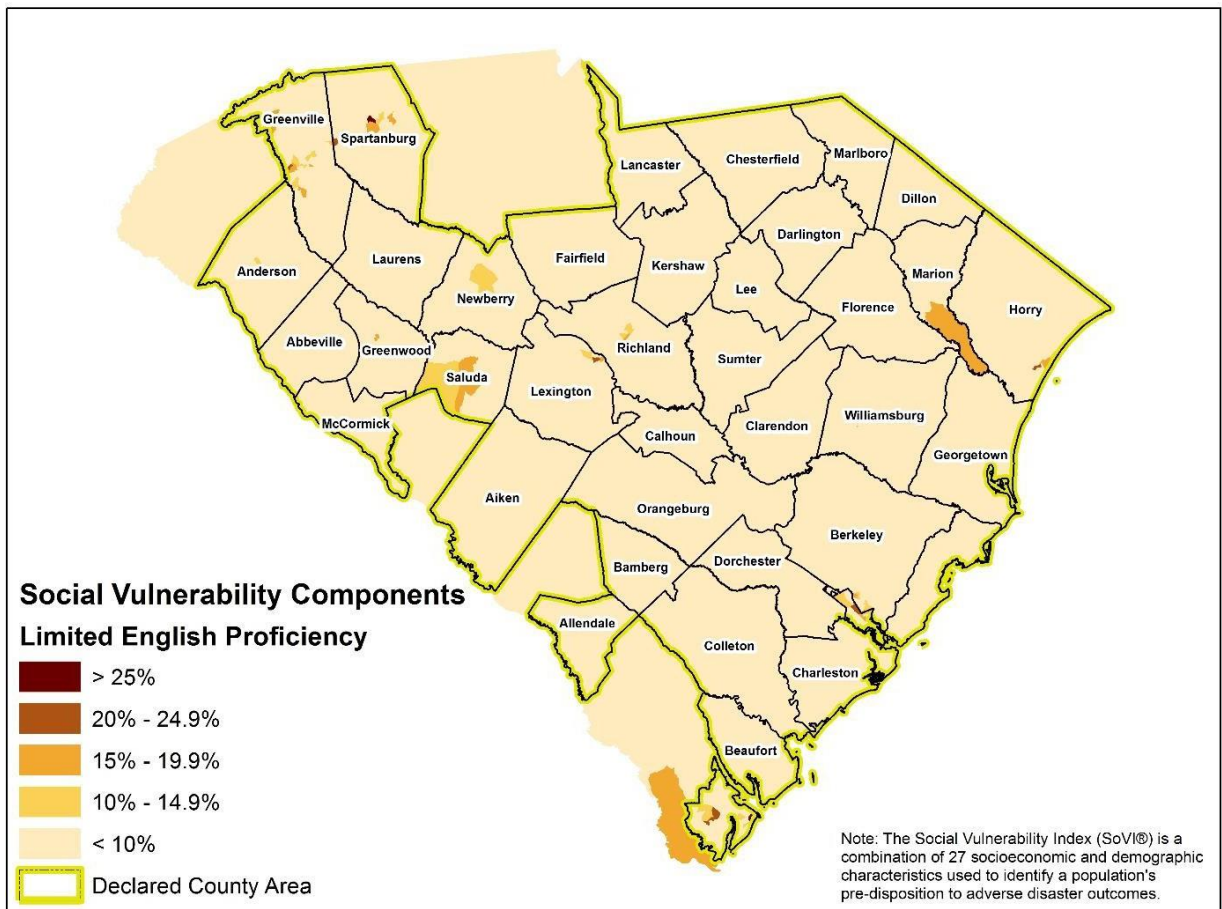 Greenville
Spartanburg
Lancaster
Chesterfield
Marlboro
Dillon
Darlington
Anderson
Laurens
Fairfield
Kershaw
Lee
Marion
Newberry
Florence
Horry
Abbeville
Greenwood
Richland
Sumter
Saluda
Lexington
McCormick
Clarendon
Williamsburg
Calhoun
Georgetown
Aiken
Orangeburg
Berkeley
Bamberg
Dorchester
Allendale
Colleton
Charleston
Beaufort
Social Vulnerability Components
Limited English Proficiency
> 25%
20% - 24.9%
15% - 19.9%
10% - 14.9%
< 10%
Declared County Area
Note: The Social Vulnerability Index (SoVI®) is a
combination of 27 socioeconomic and demographic
characteristics used to identify a population's
pre-disposition to adverse disaster outcomes.